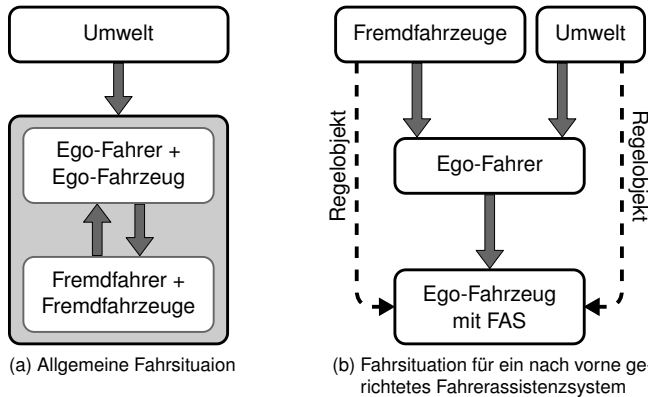 Umwelt
Ego-Fahrer +
Ego-Fahrzeug
Fremdfahrer +
Fremdfahrzeuge
(a) Allgemeine Fahrsituaion
Fremdfahrzeuge
Umwelt
Regelobjekt
Regelobjekt
Ego-Fahrer
Ego-Fahrzeug
mit FAS
(b) Fahrsituation für ein nach vorne ge-
richtetes Fahrerassistenzsystem